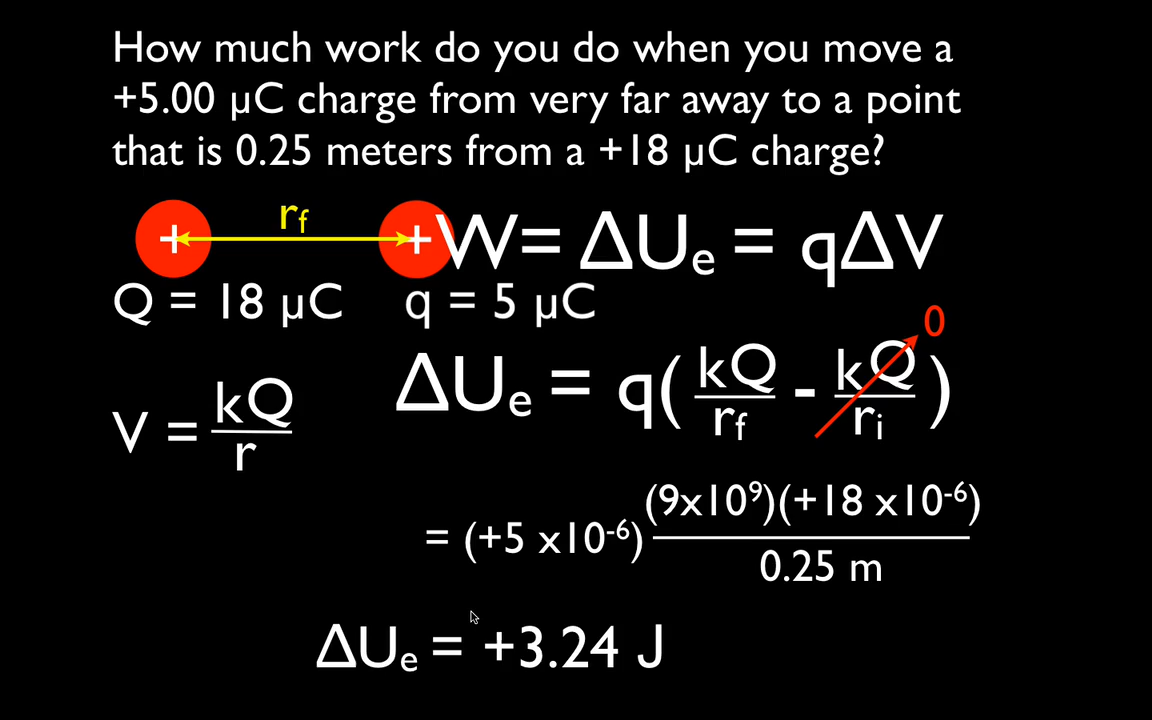 How much work do you do when you move a
+5.00 μC charge from very far away to a point
that is 0.25 meters from a +18 μC charge?
+ rf + W= ΔUe = qΔV
Q = 18 μC q = 5 μC
0
ΔUe = q(kQ/rf - kQ/ri)
V = kQ/r
= (+5 x10⁻⁶) (9x10⁹)(+18 x10⁻⁶)/0.25 m
ΔUe = +3.24 J